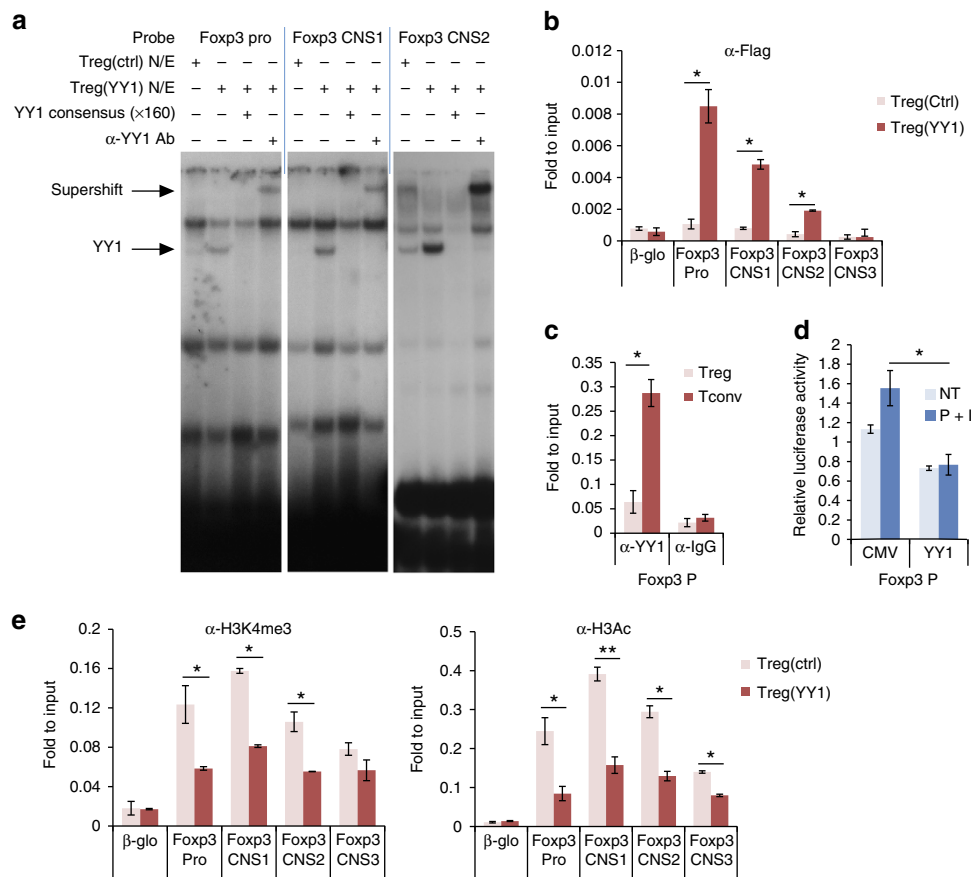 a
Probe Foxp3 pro Foxp3 CNS1 Foxp3 CNS2
Treg(ctrl) N/E + – – – + – – – + – – –
Treg(YY1) N/E – + + + – + + + – + + +
YY1 consensus (×160) – – + – – – + – – – + –
α-YY1 Ab – – – + – – – + – – – +
Supershift
YY1
b
α-Flag
Fold to input
0.012
0.01
0.008
0.006
0.004
0.002
0
* * *
Treg(Ctrl)
Treg(YY1)
β-glo Foxp3 Pro Foxp3 CNS1 Foxp3 CNS2 Foxp3 CNS3
c
Fold to input
0.35
0.3
0.25
0.2
0.15
0.1
0.05
0
*
Treg
Tconv
α-YY1 α-IgG
Foxp3 P
d
Relative luciferase activity
2
1.8
1.6
1.4
1.2
1
0.8
0.6
0.4
0.2
0
*
NT
P + I
CMV YY1
Foxp3 P
e
α-H3K4me3
Fold to input
0.2
0.16
0.12
0.08
0.04
0
* * *
β-glo Foxp3 Pro Foxp3 CNS1 Foxp3 CNS2 Foxp3 CNS3
α-H3Ac
Fold to input
0.5
0.4
0.3
0.2
0.1
0
* ** * *
Treg(ctrl)
Treg(YY1)
β-glo Foxp3 Pro Foxp3 CNS1 Foxp3 CNS2 Foxp3 CNS3